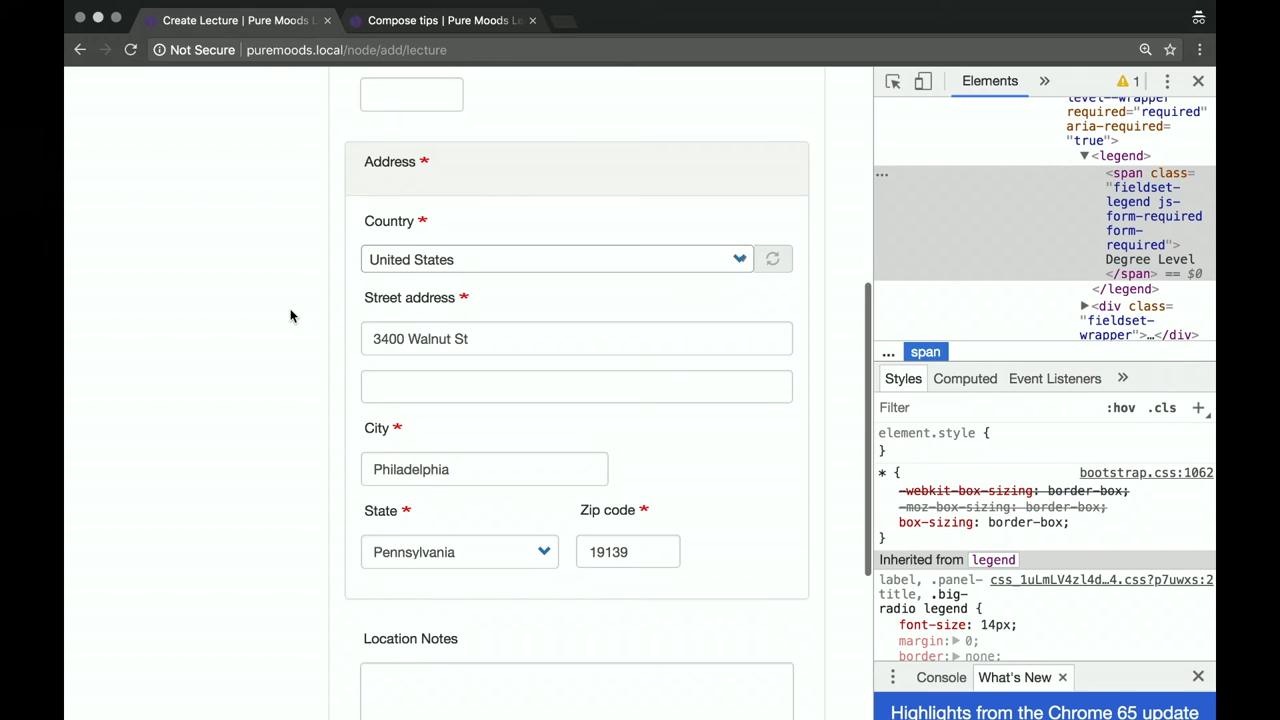 Create Lecture | Pure Moods L
Compose tips | Pure Moods Le
Not Secure | puremoods.local/node/add/lecture
Address *
Country *
United States
Street address *
3400 Walnut St
City *
Philadelphia
State *
Zip code *
Pennsylvania
19139
Location Notes
Elements
1
level--wrapper
required="required"
aria-required=
"true">
▼<legend>
...
<span class=
"fieldset-
legend js-
form-required
form-
required">
Degree Level
</span> == $0
</legend>
▶<div class=
"fieldset-
wrapper">…</div>
...
span
Styles
Computed
Event Listeners
Filter
:hov .cls +
element.style {
}
* {
bootstrap.css:1062
-webkit-box-sizing: border-box;
-moz-box-sizing: border-box;
box-sizing: border-box;
}
Inherited from legend
label, .panel-
css_1uLmLV4zl4d…4.css?p7uwxs:2
title, .big-
radio legend {
font-size: 14px;
margin:▶ 0;
border:▶ none;
Console
What's New
Highlights from the Chrome 65 update